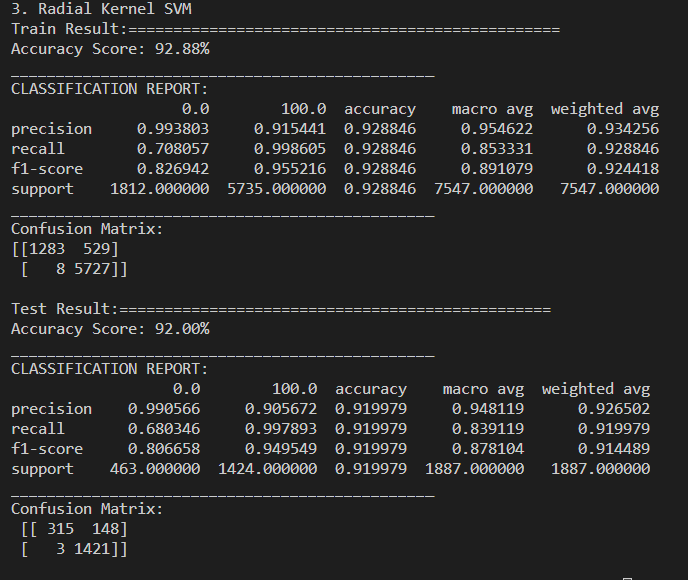 3. Radial Kernel SVM
Train Result:================================================
Accuracy Score: 92.88%
_______________________________________________
CLASSIFICATION REPORT:
                   0.0        100.0  accuracy    macro avg  weighted avg
precision     0.993803     0.915441  0.928846     0.954622      0.934256
recall        0.708057     0.998605  0.928846     0.853331      0.928846
f1-score      0.826942     0.955216  0.928846     0.891079      0.924418
support    1812.000000  5735.000000  0.928846  7547.000000   7547.000000
_______________________________________________
Confusion Matrix:
[[1283  529]
 [   8 5727]]
Test Result:================================================
Accuracy Score: 92.00%
_______________________________________________
CLASSIFICATION REPORT:
                  0.0        100.0  accuracy    macro avg  weighted avg
precision    0.990566     0.905672  0.919979     0.948119      0.926502
recall       0.680346     0.997893  0.919979     0.839119      0.919979
f1-score     0.806658     0.949549  0.919979     0.878104      0.914489
support    463.000000  1424.000000  0.919979  1887.000000   1887.000000
_______________________________________________
Confusion Matrix:
 [[ 315  148]
 [   3 1421]]